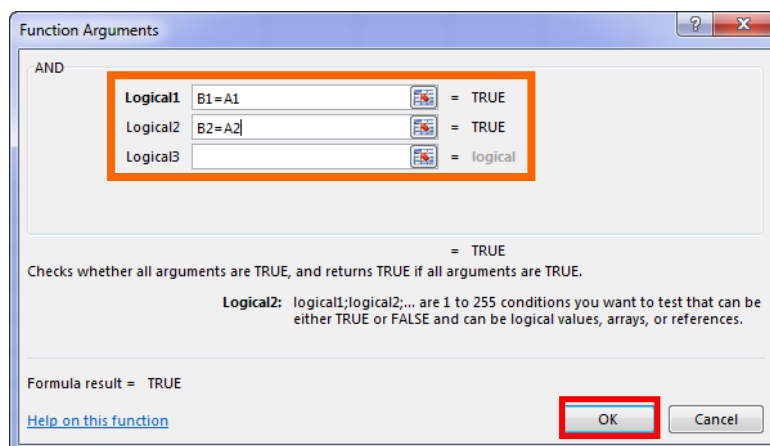 Function Arguments
AND
Logical1 B1=A1 = TRUE
Logical2 B2=A2 = TRUE
Logical3 = logical
= TRUE
Checks whether all arguments are TRUE, and returns TRUE if all arguments are TRUE.
Logical2: logical1;logical2;... are 1 to 255 conditions you want to test that can be
either TRUE or FALSE and can be logical values, arrays, or references.
Formula result = TRUE
Help on this function OK Cancel